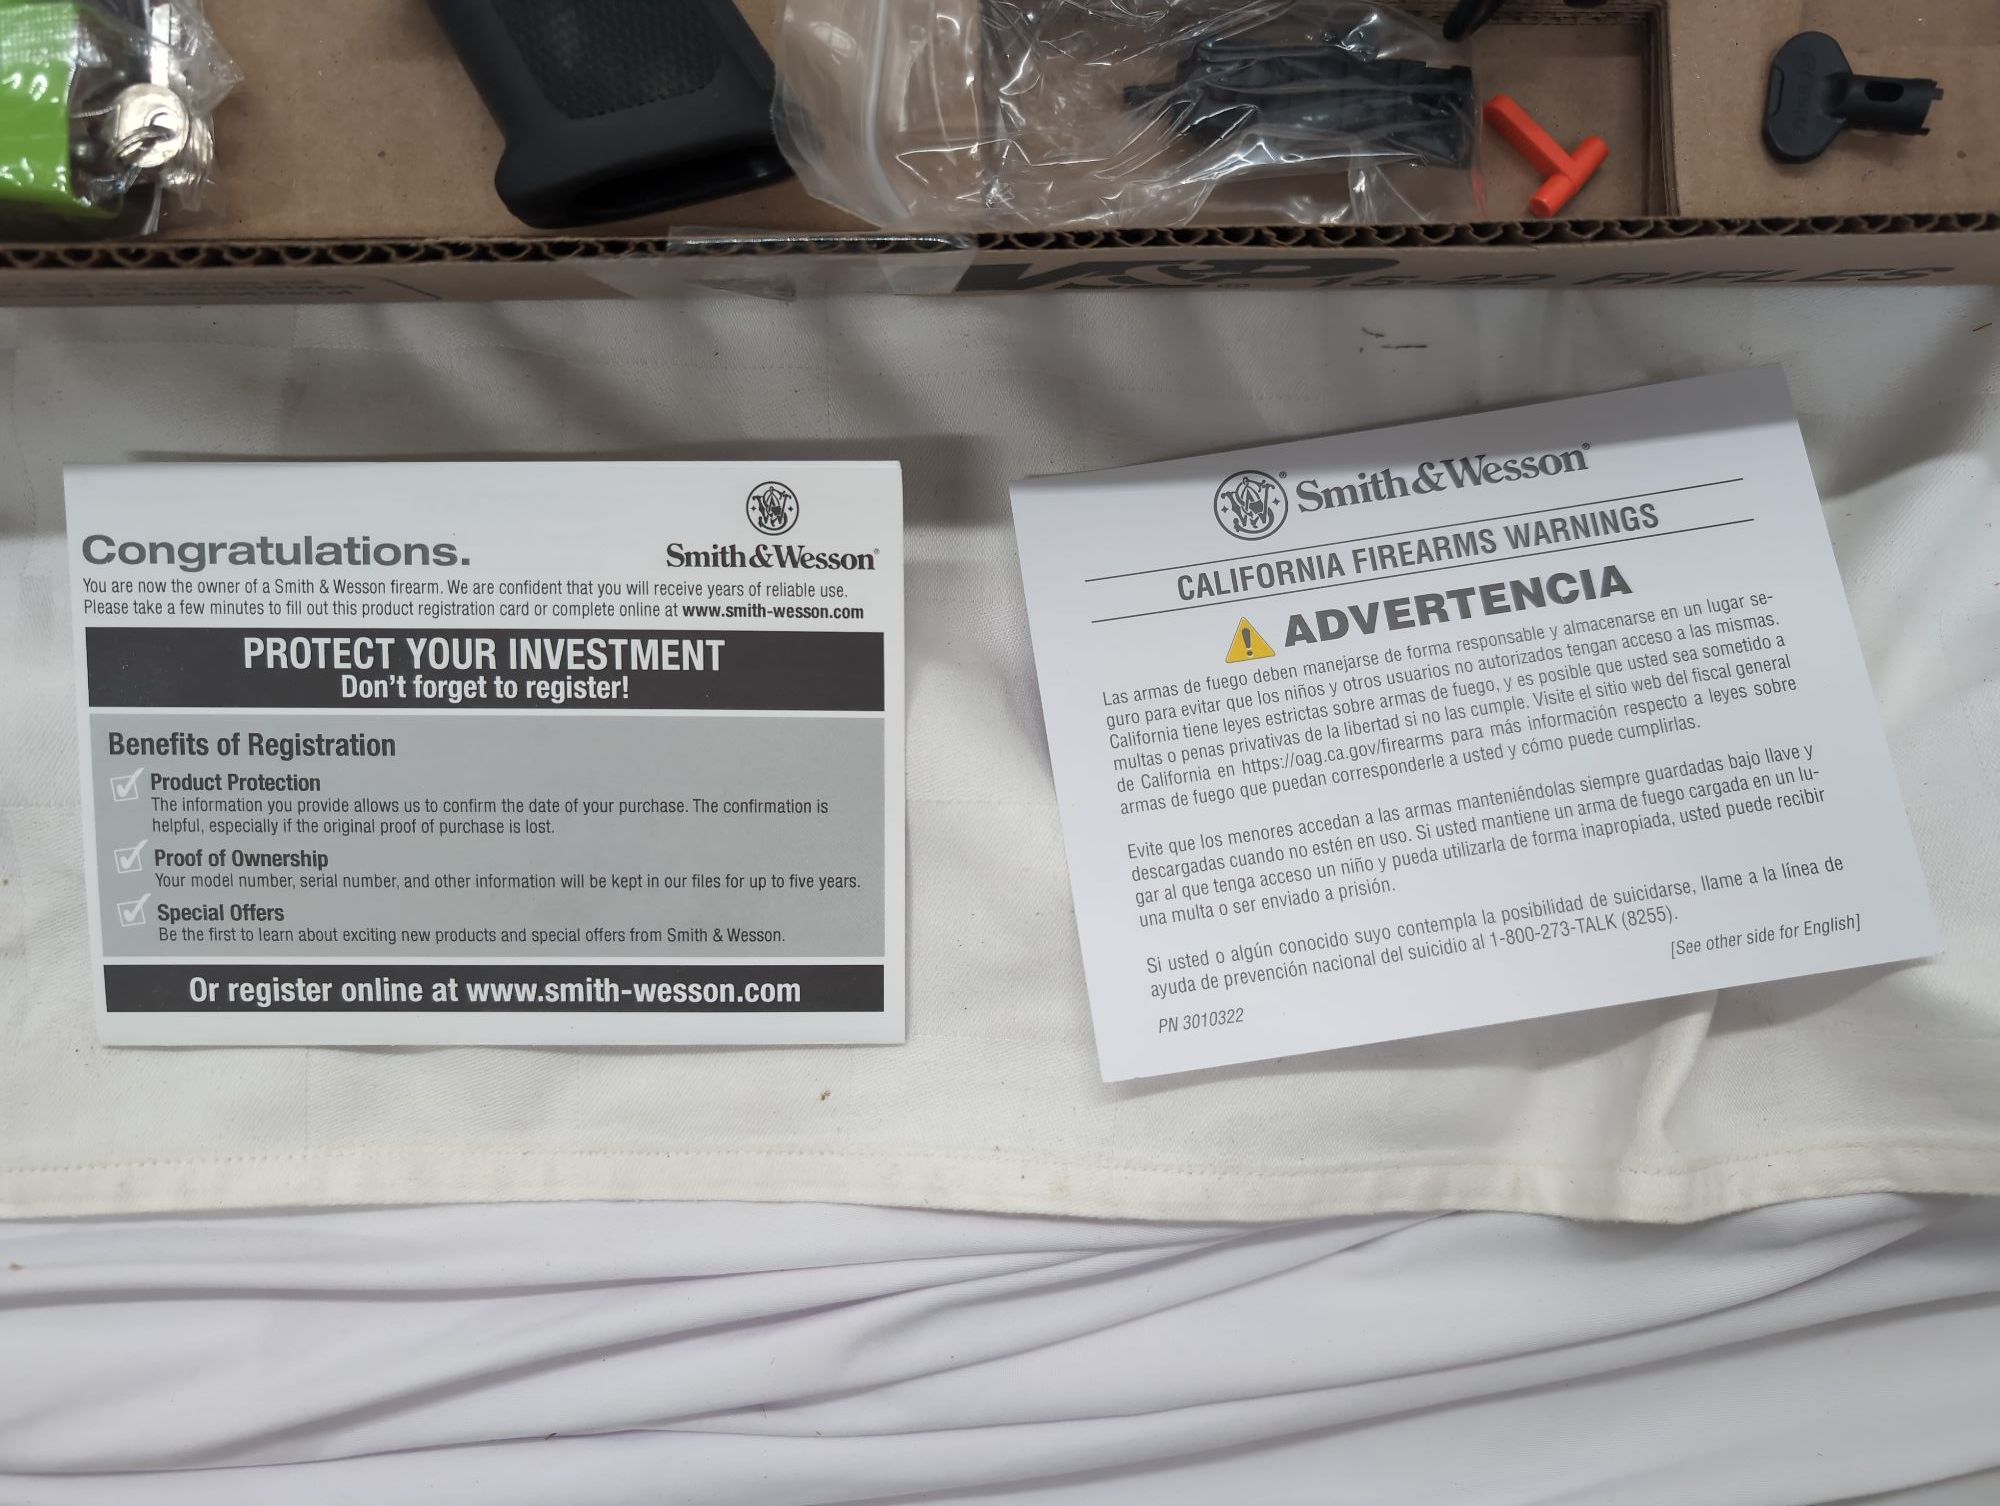 15-22 RIFLES
Congratulations.
Smith & Wesson®
You are now the owner of a Smith & Wesson firearm. We are confident that you will receive years of reliable use.
Please take a few minutes to fill out this product registration card or complete online at www.smith-wesson.com
PROTECT YOUR INVESTMENT
Don't forget to register!
Benefits of Registration
Product Protection
The information you provide allows us to confirm the date of your purchase. The confirmation is
helpful, especially if the original proof of purchase is lost.
Proof of Ownership
Your model number, serial number, and other information will be kept in our files for up to five years.
Special Offers
Be the first to learn about exciting new products and special offers from Smith & Wesson.
Or register online at www.smith-wesson.com
Smith & Wesson®
CALIFORNIA FIREARMS WARNINGS
ADVERTENCIA
Las armas de fuego deben manejarse de forma responsable y almacenarse en un lugar se-
guro para evitar que los niños y otros usuarios no autorizados tengan acceso a las mismas.
California tiene leyes estrictas sobre armas de fuego, y es posible que usted sea sometido a
multas o penas privativas de la libertad si no las cumple. Visite el sitio web del fiscal general
de California en https://oag.ca.gov/firearms para más información respecto a leyes sobre
armas de fuego que puedan corresponderle a usted y cómo puede cumplirlas.
Evite que los menores accedan a las armas manteniéndolas siempre guardadas bajo llave y
descargadas cuando no estén en uso. Si usted mantiene un arma de fuego cargada en un lu-
gar al que tenga acceso un niño y pueda utilizarla de forma inapropiada, usted puede recibir
una multa o ser enviado a prisión.
Si usted o algún conocido suyo contempla la posibilidad de suicidarse, llame a la línea de
ayuda de prevención nacional del suicidio al 1-800-273-TALK (8255).
[See other side for English]
PN 3010322